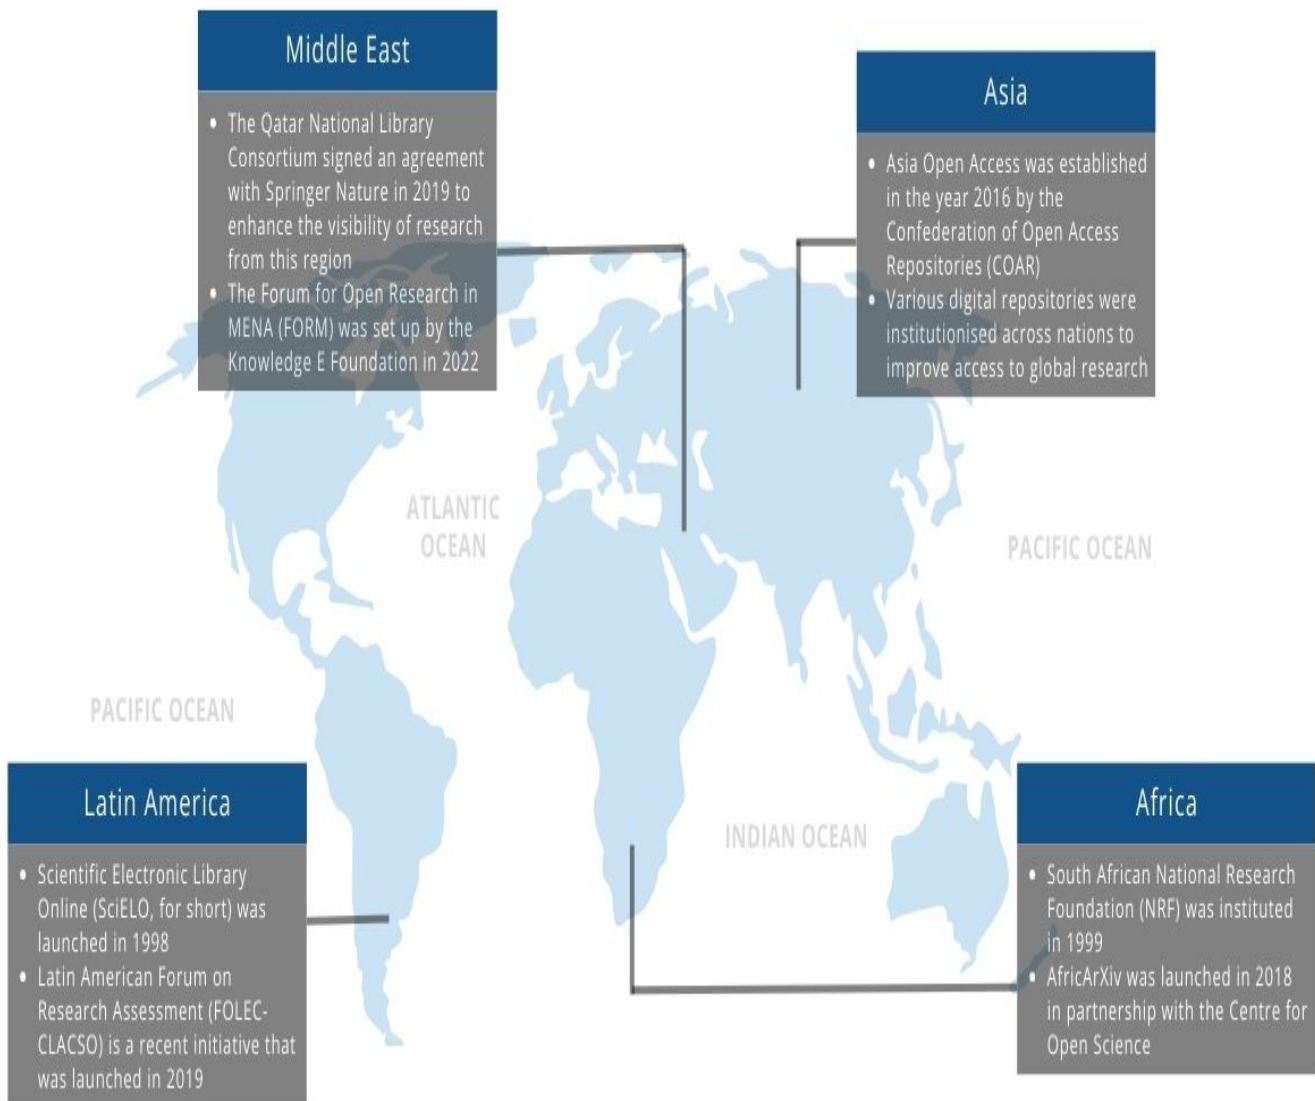 Middle East
• The Qatar National Library
Consortium signed an agreement
with Springer Nature in 2019 to
enhance the visibility of research
from this region
• The Forum for Open Research in
MENA (FORM) was set up by the
Knowledge E Foundation in 2022
Asia
• Asia Open Access was established
in the year 2016 by the
Confederation of Open Access
Repositories (COAR)
• Various digital repositories were
institutionised across nations to
improve access to global research
ATLANTIC
OCEAN
PACIFIC OCEAN
PACIFIC OCEAN
INDIAN OCEAN
Latin America
• Scientific Electronic Library
Online (SciELO, for short) was
launched in 1998
• Latin American Forum on
Research Assessment (FOLEC-
CLACSO) is a recent initiative that
was launched in 2019
Africa
• South African National Research
Foundation (NRF) was instituted
in 1999
• AfricArXiv was launched in 2018
in partnership with the Centre for
Open Science